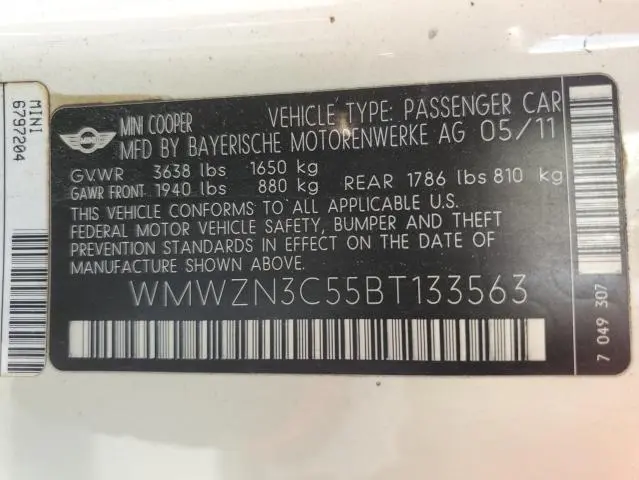 MINI
6797204
MINI
MINI COOPER
VEHICLE TYPE: PASSENGER CAR
MFD BY BAYERISCHE MOTORENWERKE AG 05/11
GVWR 3638 lbs 1650 kg
GAWR FRONT 1940 lbs 880 kg REAR 1786 lbs 810 kg
THIS VEHICLE CONFORMS TO ALL APPLICABLE U.S.
FEDERAL MOTOR VEHICLE SAFETY, BUMPER AND THEFT
PREVENTION STANDARDS IN EFFECT ON THE DATE OF
MANUFACTURE SHOWN ABOVE.
WMWZN3C55BT133563
7 049 307